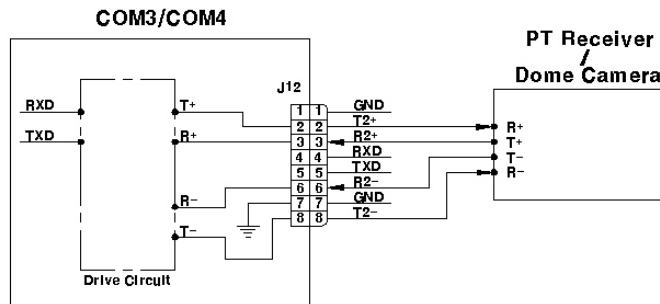 COM3/COM4
PT Receiver
/
Dome Camera
J12
RXD
TXD
T+
R+
R-
T-
Drive Circuit
1 1 GND
2 2 T2+
3 3 R2+
4 4 RXD
5 5 TXD
6 6 R2-
7 7 GND
8 8 T2-
R+
T+
T-
R-